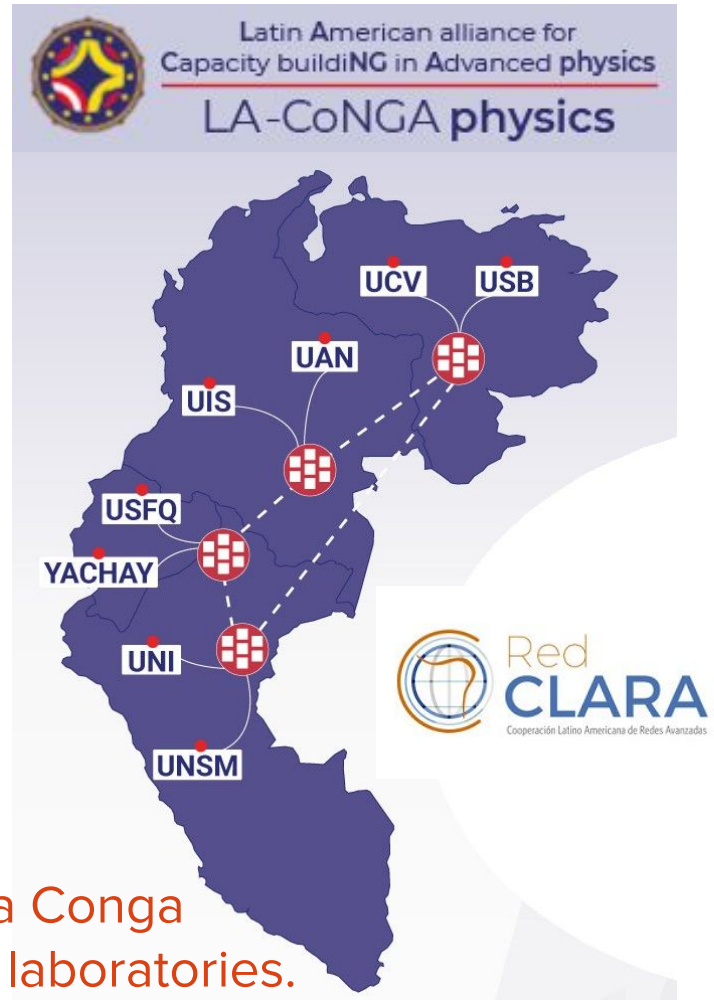 Latin American alliance for
Capacity buildiNG in Advanced physics
LA-CoNGA physics
UCV
USB
UAN
UIS
USFQ
YACHAY
UNI
UNSM
Red
CLARA
Cooperación Latino Americana de Redes Avanzadas
a Conga
laboratories.